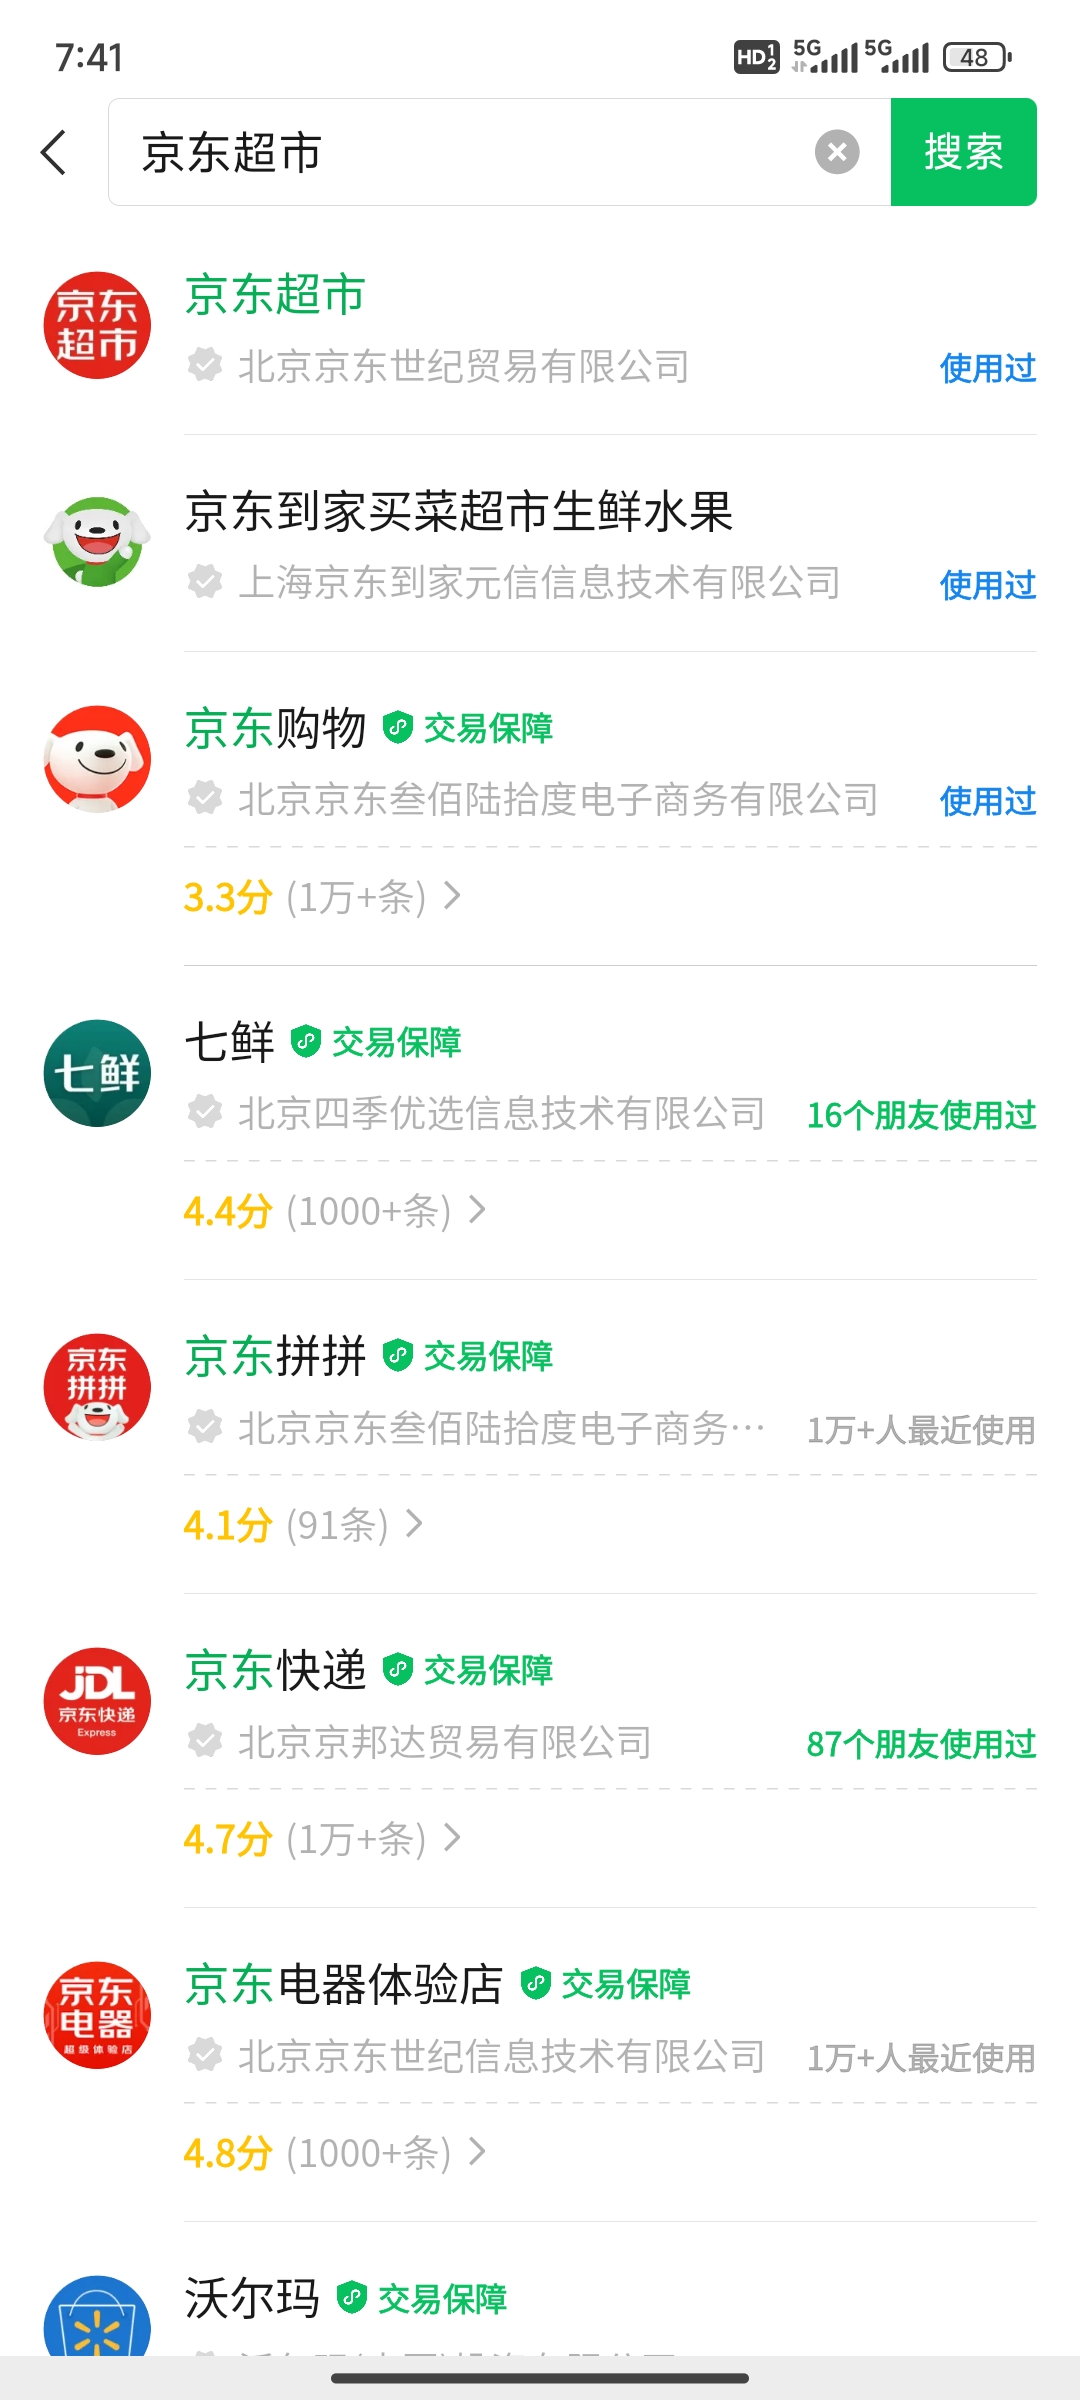 7:41
HD 1 2 5G 5G 48
京东超市
搜索
京东
超市
京东超市
北京京东世纪贸易有限公司
使用过
京东到家买菜超市生鲜水果
上海京东到家元信信息技术有限公司
使用过
京东购物 交易保障
北京京东叁佰陆拾度电子商务有限公司
使用过
3.3分 (1万+条)
七鲜
七鲜 交易保障
北京四季优选信息技术有限公司
16个朋友使用过
4.4分 (1000+条)
京东
拼拼
京东拼拼 交易保障
北京京东叁佰陆拾度电子商务…
1万+人最近使用
4.1分 (91条)
JDL
京东快递
Express
京东快递 交易保障
北京京邦达贸易有限公司
87个朋友使用过
4.7分 (1万+条)
京东
电器
超级体验店
京东电器体验店 交易保障
北京京东世纪信息技术有限公司
1万+人最近使用
4.8分 (1000+条)
沃尔玛 交易保障